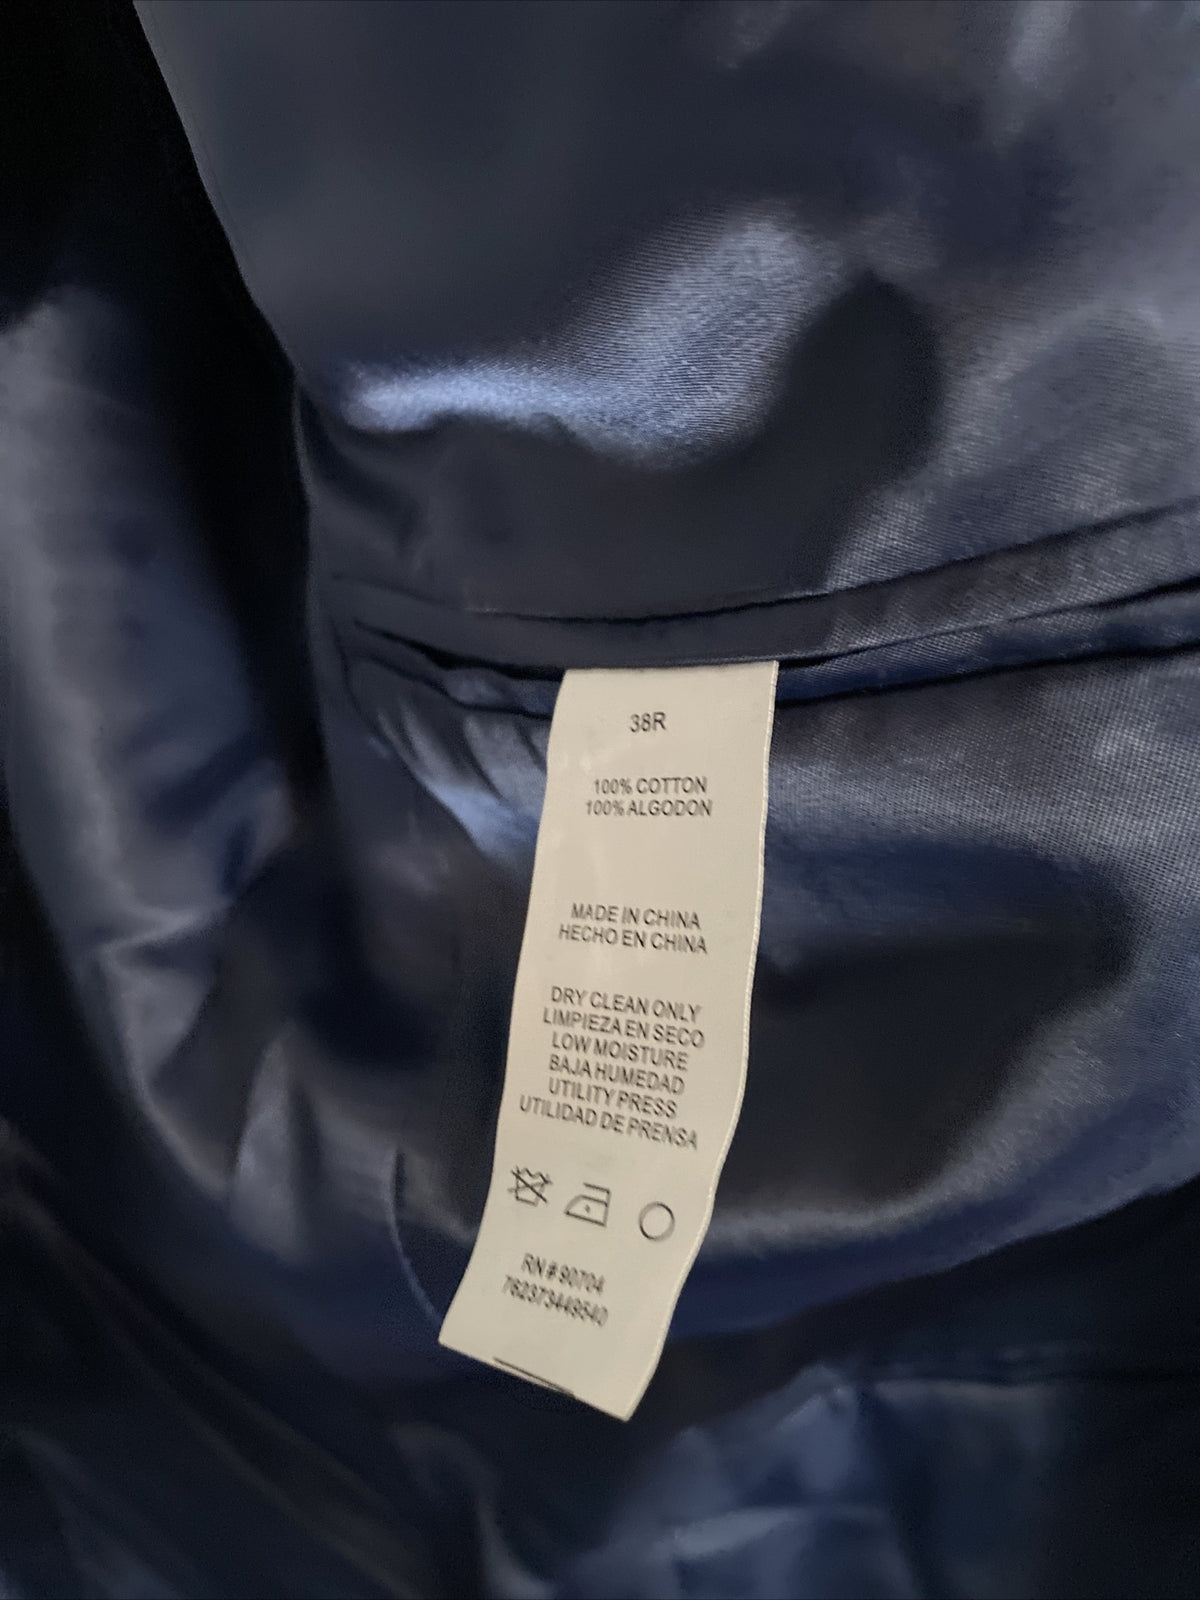 38R
100% COTTON
100% ALGODON
MADE IN CHINA
HECHO EN CHINA
DRY CLEAN ONLY
LIMPIEZA EN SECO
LOW MOISTURE
BAJA HUMEDAD
UTILITY PRESS
UTILIDAD DE PRENSA
RN # 90704
762373449540